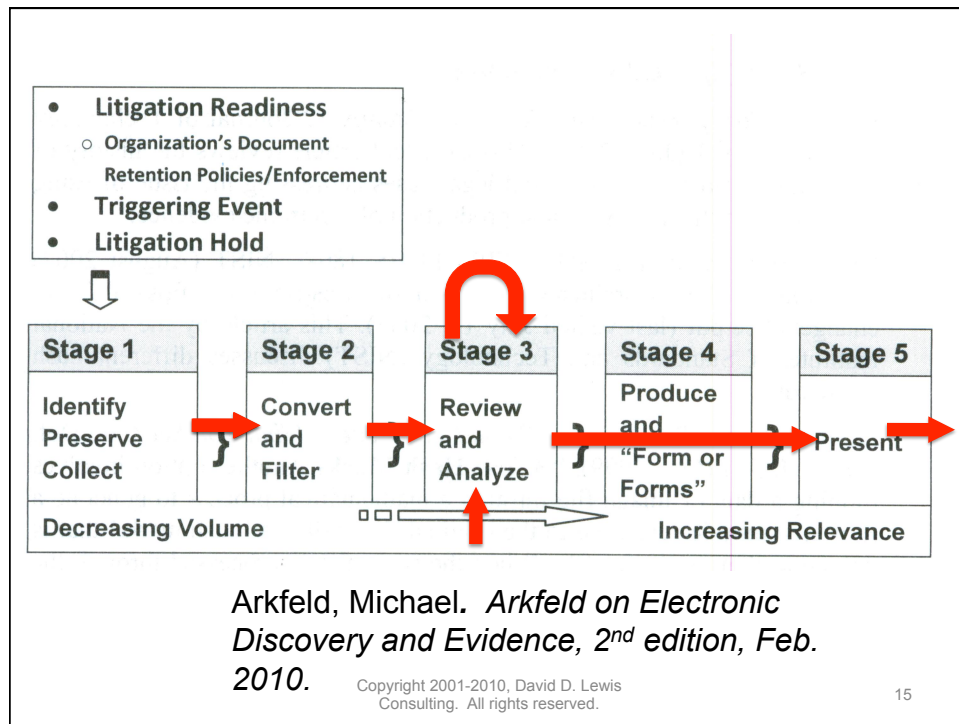 • Litigation Readiness
○ Organization's Document
Retention Policies/Enforcement
• Triggering Event
• Litigation Hold
Stage 1
Identify
Preserve
Collect
}
Stage 2
Convert
and
Filter
}
Stage 3
Review
and
Analyze
}
Stage 4
Produce
and
“Form or
Forms”
}
Stage 5
Present
Decreasing Volume
Increasing Relevance
Arkfeld, Michael. Arkfeld on Electronic
Discovery and Evidence, 2nd edition, Feb.
2010.
Copyright 2001-2010, David D. Lewis
Consulting. All rights reserved.
15